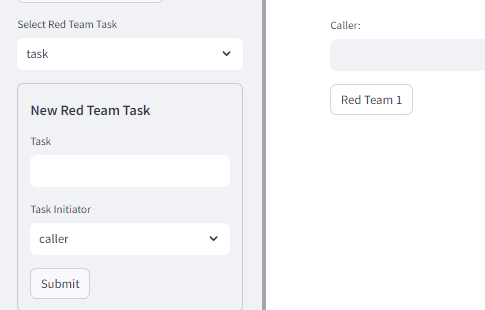 Select Red Team Task
task
New Red Team Task
Task
Task Initiator
caller
Submit
Caller:
Red Team 1